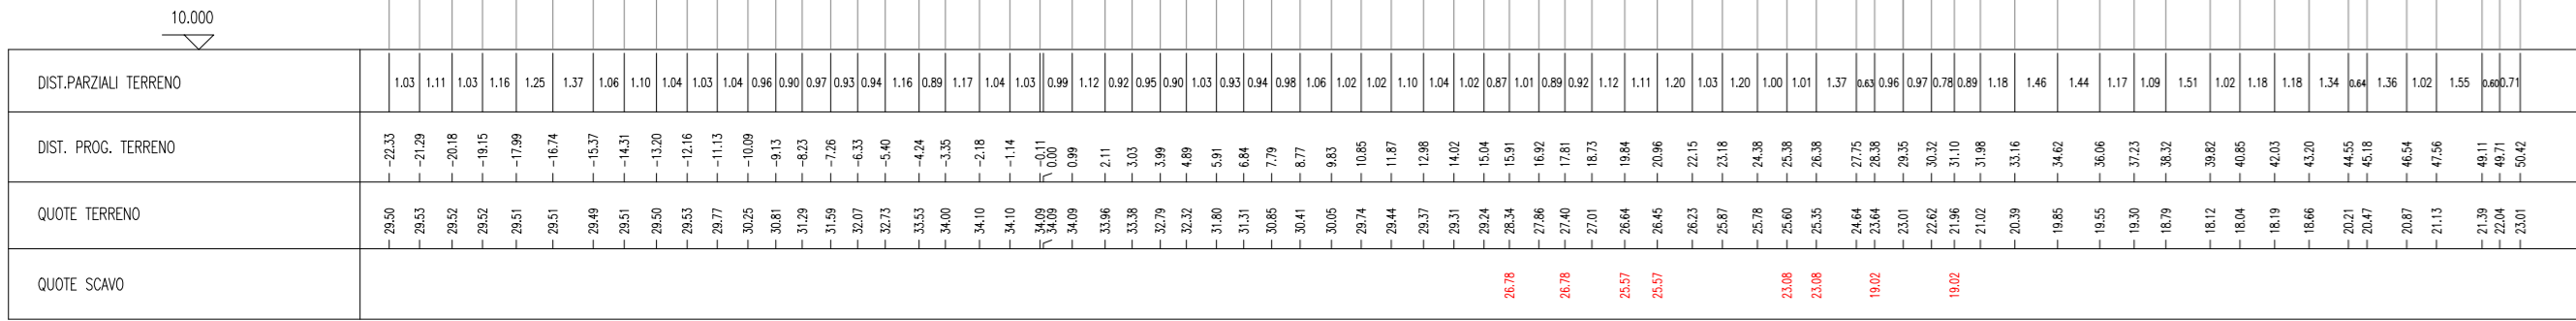 10.000
DIST.PARZIALI TERRENO 1.03 1.11 1.03 1.16 1.25 1.37 1.06 1.10 1.04 1.03 1.04 0.96 0.90 0.97 0.93 0.94 1.16 0.89 1.17 1.04 1.03 0.99 1.12 0.92 0.95 0.90 1.03 0.93 0.94 0.98 1.06 1.02 1.02 1.10 1.04 1.02 0.87 1.01 0.89 0.92 1.12 1.11 1.20 1.03 1.20 1.00 1.01 1.37 0.63 0.96 0.97 0.78 0.89 1.18 1.46 1.44 1.17 1.09 1.51 1.02 1.18 1.18 1.34 0.64 1.36 1.02 1.55 0.60 0.71
DIST. PROG. TERRENO -22.33 -21.29 -20.18 -19.15 -17.99 -16.74 -15.37 -14.31 -13.20 -12.16 -11.13 -10.09 -9.13 -8.23 -7.26 -6.33 -5.40 -4.24 -3.35 -2.18 -1.14 -0.11 0.00 0.99 2.11 3.03 3.99 4.89 5.91 6.84 7.79 8.77 9.83 10.85 11.87 12.98 14.02 15.04 15.91 16.92 17.81 18.73 19.84 20.96 22.15 23.18 24.38 25.38 26.38 27.75 28.38 29.35 30.32 31.10 31.98 33.16 34.62 36.06 37.23 38.32 39.82 40.85 42.03 43.20 44.55 45.18 46.54 47.56 49.11 49.71 50.42
QUOTE TERRENO 29.50 29.53 29.52 29.52 29.51 29.51 29.49 29.51 29.50 29.53 29.77 30.25 30.81 31.29 31.59 32.07 32.73 33.53 34.00 34.10 34.10 34.09 34.09 34.09 33.96 33.38 32.79 32.32 31.80 31.31 30.85 30.41 30.05 29.74 29.44 29.37 29.31 29.24 28.34 27.86 27.40 27.01 26.64 26.45 26.23 25.87 25.78 25.60 25.35 24.64 23.64 23.01 22.62 21.96 21.02 20.39 19.85 19.55 19.30 18.79 18.12 18.04 18.19 18.66 20.21 20.47 20.87 21.13 21.39 22.04 23.01
QUOTE SCAVO 26.78 26.78 25.57 25.57 23.08 23.08 19.02 19.02